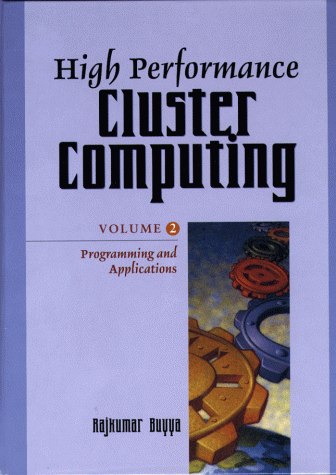 High Performance
Cluster
Computing
VOLUME 2
Programming and
Applications
Rajkumar Buyya